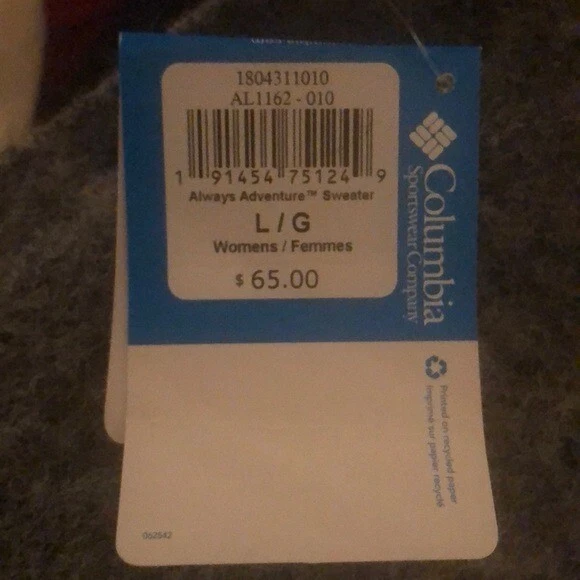 1804311010
AL1162 - 010
1 91454 75124 9
Always Adventure™ Sweater
L / G
Womens / Femmes
$ 65.00
Columbia
Sportswear Company
Printed on recycled paper
Imprimé sur papier recyclé
062542